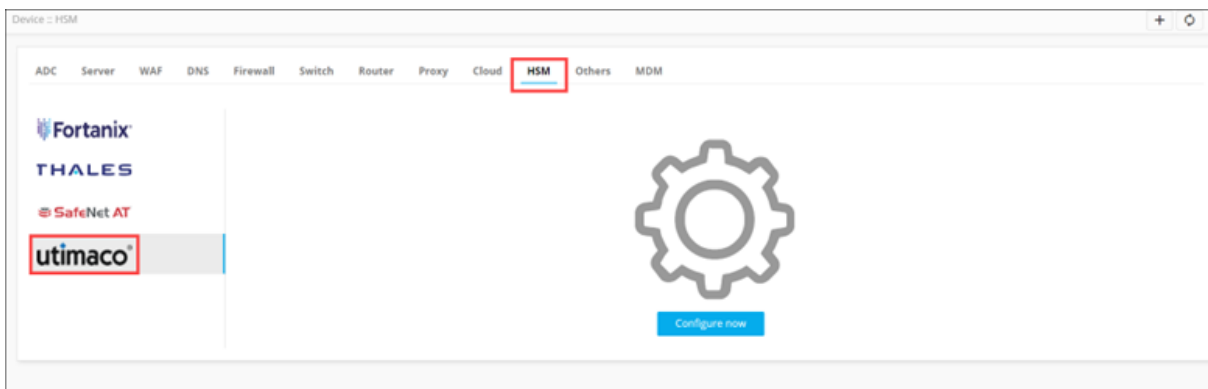 Device :: HSM
ADC Server WAF DNS Firewall Switch Router Proxy Cloud HSM Others MDM
Fortanix
THALES
SafeNet AT
utimaco®
Configure now